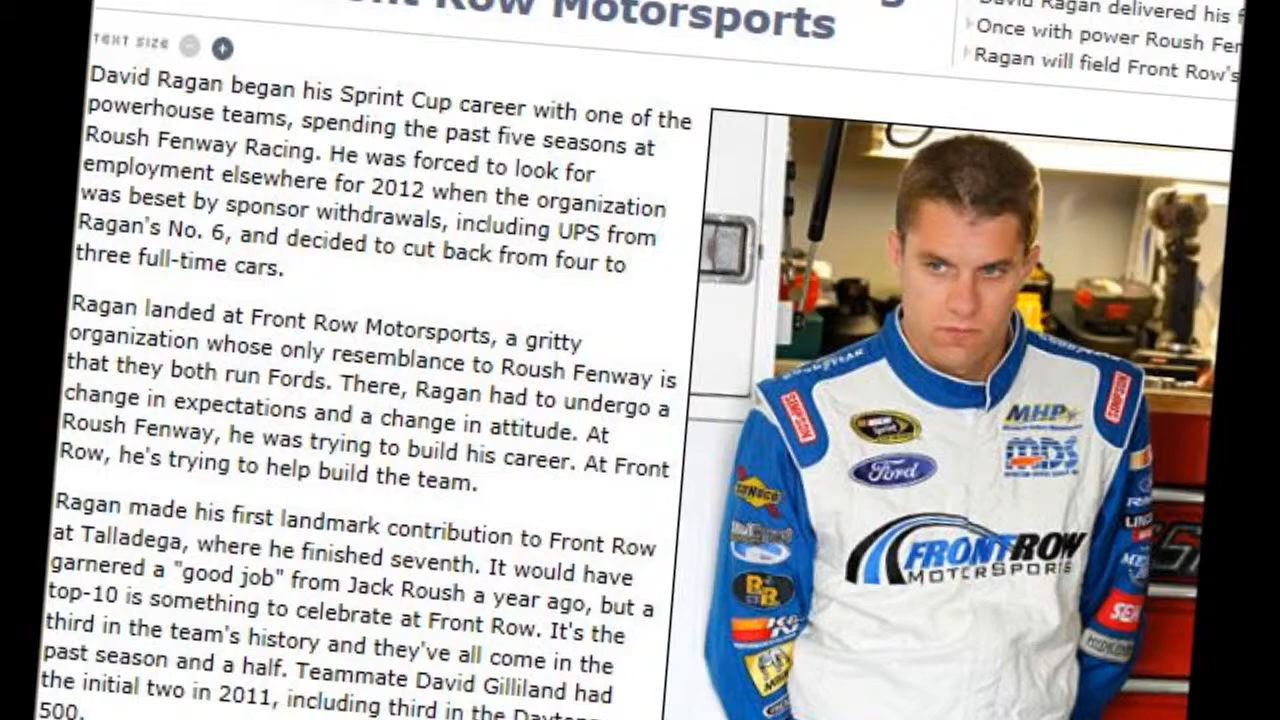 Front Row Motorsports
David Ragan delivered his
Once with power Roush Fen
Ragan will field Front Row's
TEXT SIZE
David Ragan began his Sprint Cup career with one of the
powerhouse teams, spending the past five seasons at
Roush Fenway Racing. He was forced to look for
employment elsewhere for 2012 when the organization
was beset by sponsor withdrawals, including UPS from
Ragan's No. 6, and decided to cut back from four to
three full-time cars.
Ragan landed at Front Row Motorsports, a gritty
organization whose only resemblance to Roush Fenway is
that they both run Fords. There, Ragan had to undergo a
change in expectations and a change in attitude. At
Roush Fenway, he was trying to build his career. At Front
Row, he's trying to help build the team.
Ragan made his first landmark contribution to Front Row
at Talladega, where he finished seventh. It would have
garnered a "good job" from Jack Roush a year ago, but a
top-10 is something to celebrate at Front Row. It's the
third in the team's history and they've all come in the
past season and a half. Teammate David Gilliland had
the initial two in 2011, including third in the Daytona
500.
GOODYEAR
SIMPSON
SIMPSON
NASCAR
Sprint
MHP
Ford
MDS
SUNOCO
FRONTROW
MOTORSPORTS
K&N